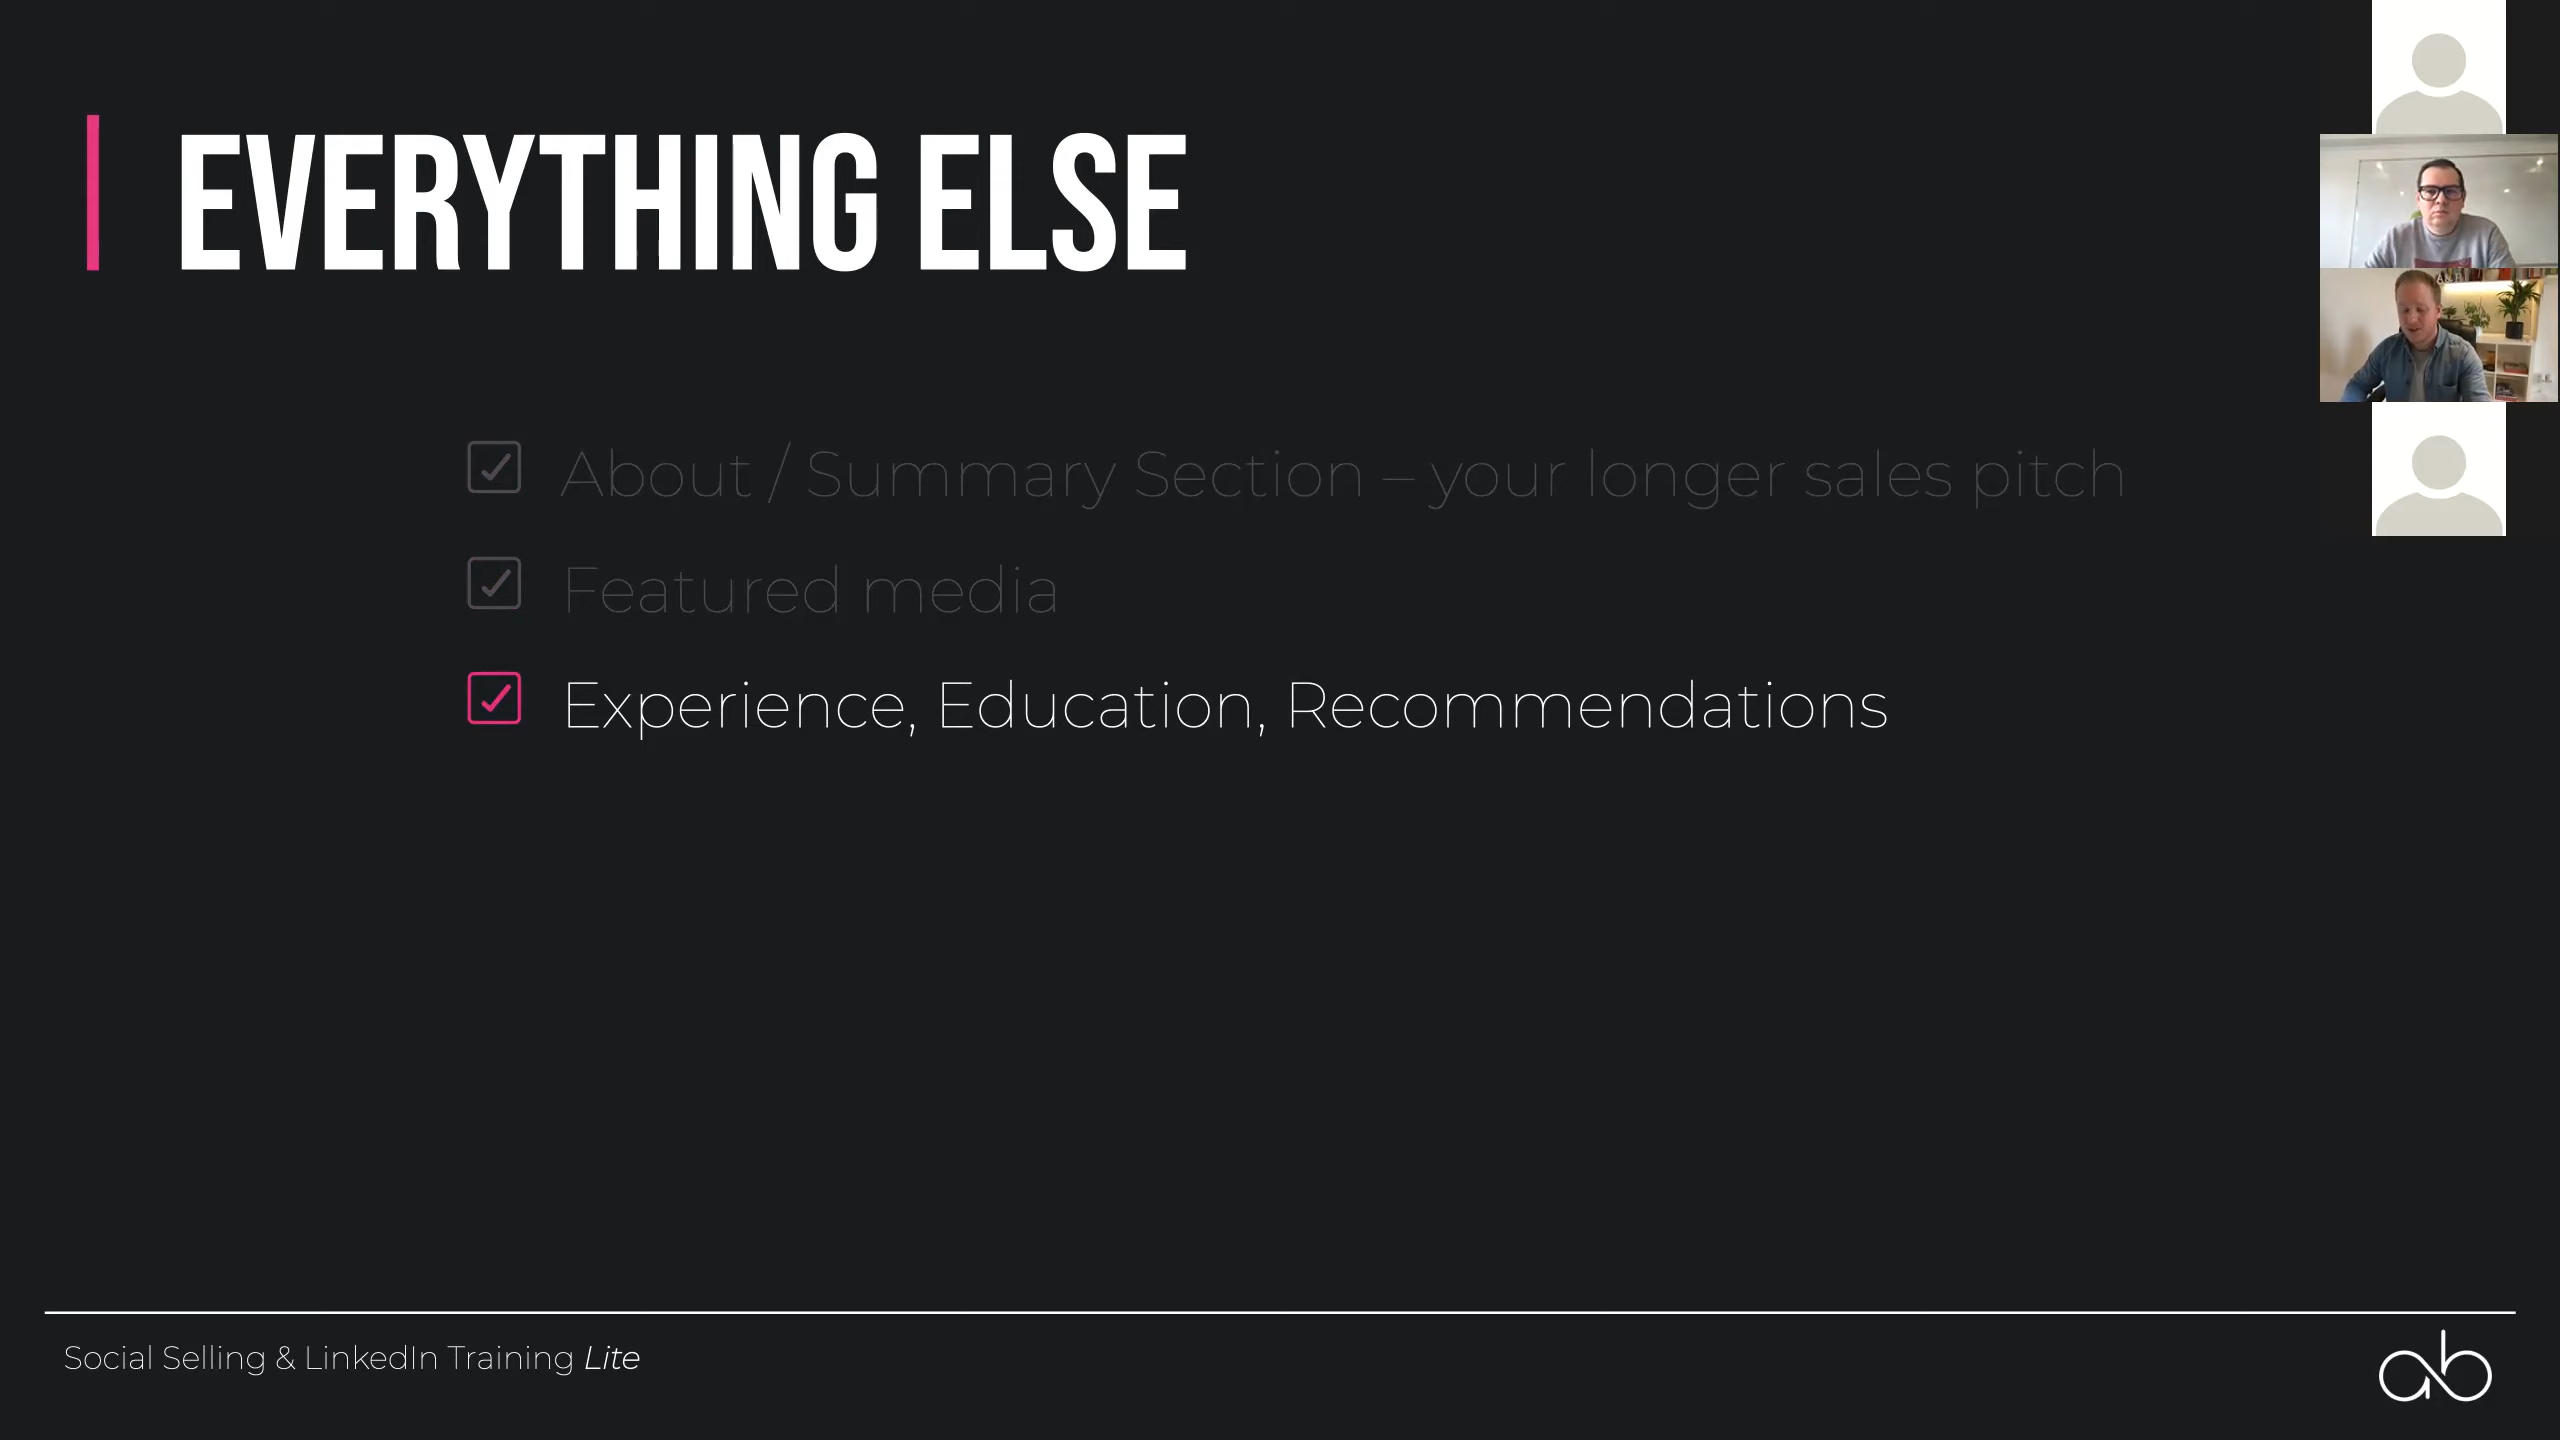 EVERYTHING ELSE
About / Summary Section – your longer sales pitch
Featured media
Experience, Education, Recommendations
Social Selling & LinkedIn Training Lite
ab